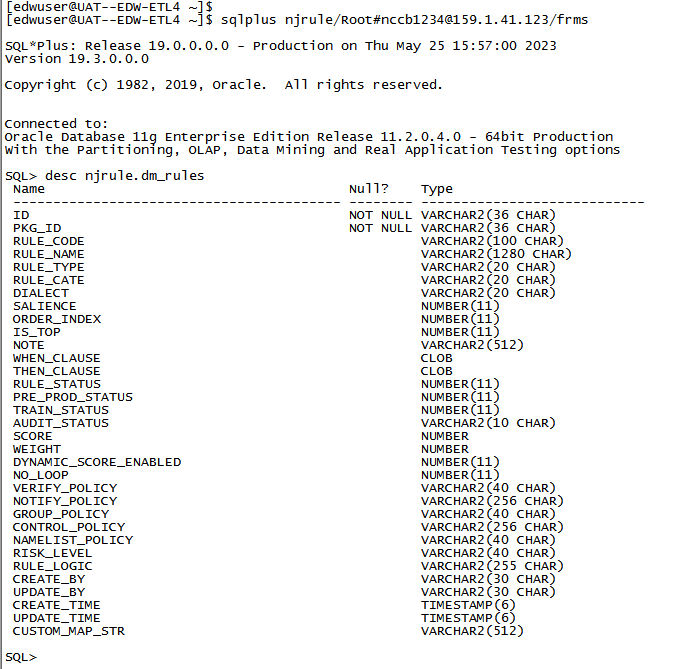 [edwuser@UAT--EDW-ETL4 ~]$
[edwuser@UAT--EDW-ETL4 ~]$ sqlplus njrule/Root#nccb1234@159.1.41.123/frms
SQL*Plus: Release 19.0.0.0.0 - Production on Thu May 25 15:57:00 2023
Version 19.3.0.0.0
Copyright (c) 1982, 2019, Oracle.  All rights reserved.
Connected to:
Oracle Database 11g Enterprise Edition Release 11.2.0.4.0 - 64bit Production
With the Partitioning, OLAP, Data Mining and Real Application Testing options
SQL> desc njrule.dm_rules
 Name                                      Null?    Type
 ----------------------------------------- -------- ----------------------------
 ID                                        NOT NULL VARCHAR2(36 CHAR)
 PKG_ID                                    NOT NULL VARCHAR2(36 CHAR)
 RULE_CODE                                          VARCHAR2(100 CHAR)
 RULE_NAME                                          VARCHAR2(1280 CHAR)
 RULE_TYPE                                          VARCHAR2(20 CHAR)
 RULE_CATE                                          VARCHAR2(20 CHAR)
 DIALECT                                            VARCHAR2(20 CHAR)
 SALIENCE                                           NUMBER(11)
 ORDER_INDEX                                        NUMBER(11)
 IS_TOP                                             NUMBER(11)
 NOTE                                               VARCHAR2(512)
 WHEN_CLAUSE                                        CLOB
 THEN_CLAUSE                                        CLOB
 RULE_STATUS                                        NUMBER(11)
 PRE_PROD_STATUS                                    NUMBER(11)
 TRAIN_STATUS                                       NUMBER(11)
 AUDIT_STATUS                                       VARCHAR2(10 CHAR)
 SCORE                                              NUMBER
 WEIGHT                                             NUMBER
 DYNAMIC_SCORE_ENABLED                              NUMBER(11)
 NO_LOOP                                            NUMBER(11)
 VERIFY_POLICY                                      VARCHAR2(40 CHAR)
 NOTIFY_POLICY                                      VARCHAR2(256 CHAR)
 GROUP_POLICY                                       VARCHAR2(40 CHAR)
 CONTROL_POLICY                                     VARCHAR2(256 CHAR)
 NAMELIST_POLICY                                    VARCHAR2(40 CHAR)
 RISK_LEVEL                                         VARCHAR2(40 CHAR)
 RULE_LOGIC                                         VARCHAR2(255 CHAR)
 CREATE_BY                                          VARCHAR2(30 CHAR)
 UPDATE_BY                                          VARCHAR2(30 CHAR)
 CREATE_TIME                                        TIMESTAMP(6)
 UPDATE_TIME                                        TIMESTAMP(6)
 CUSTOM_MAP_STR                                     VARCHAR2(512)
SQL>